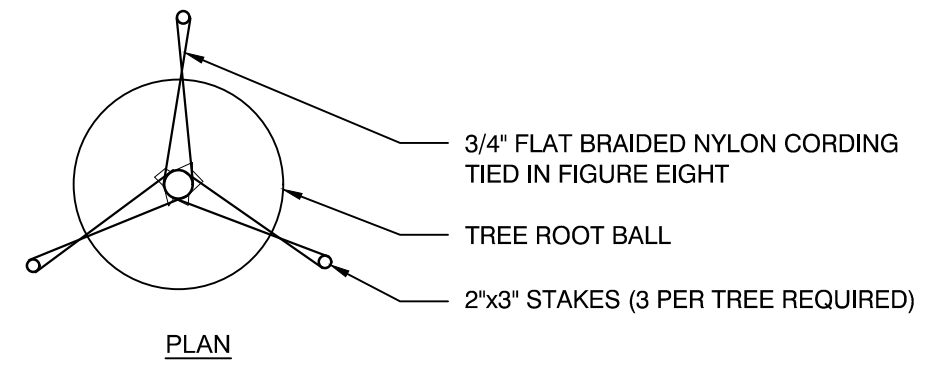 3/4" FLAT BRAIDED NYLON CORDING
TIED IN FIGURE EIGHT
TREE ROOT BALL
2"x3" STAKES (3 PER TREE REQUIRED)
PLAN